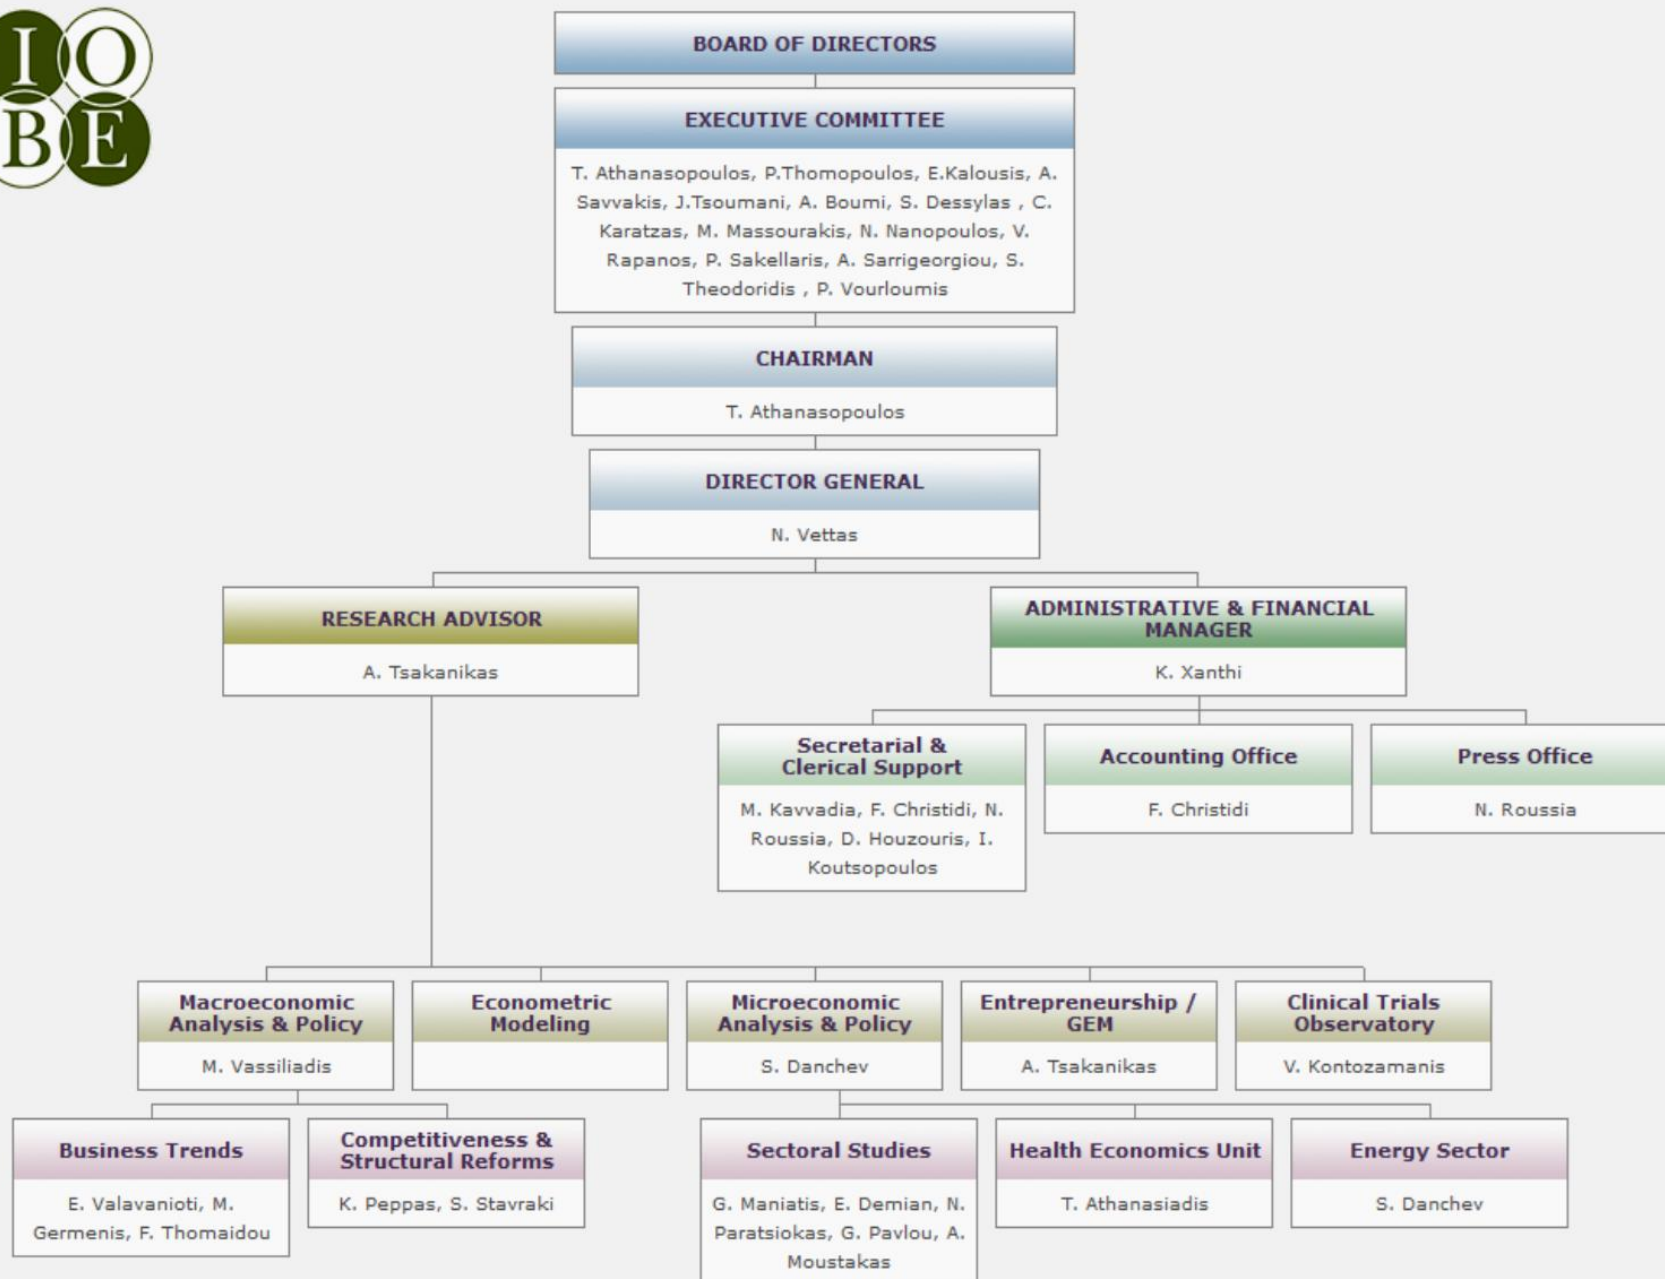 I O
B E
BOARD OF DIRECTORS
EXECUTIVE COMMITTEE
T. Athanasopoulos, P.Thomopoulos, E.Kalousis, A.
Savvakis, J.Tsoumani, A. Boumi, S. Dessylas , C.
Karatzas, M. Massourakis, N. Nanopoulos, V.
Rapanos, P. Sakellaris, A. Sarrigeorgiou, S.
Theodoridis , P. Vourloumis
CHAIRMAN
T. Athanasopoulos
DIRECTOR GENERAL
N. Vettas
RESEARCH ADVISOR
A. Tsakanikas
ADMINISTRATIVE & FINANCIAL
MANAGER
K. Xanthi
Secretarial &
Clerical Support
M. Kavvadia, F. Christidi, N.
Roussia, D. Houzouris, I.
Koutsopoulos
Accounting Office
F. Christidi
Press Office
N. Roussia
Macroeconomic
Analysis & Policy
M. Vassiliadis
Econometric
Modeling
Microeconomic
Analysis & Policy
S. Danchev
Entrepreneurship /
GEM
A. Tsakanikas
Clinical Trials
Observatory
V. Kontozamanis
Business Trends
E. Valavanioti, M.
Germenis, F. Thomaidou
Competitiveness &
Structural Reforms
K. Peppas, S. Stavraki
Sectoral Studies
G. Maniatis, E. Demian, N.
Paratsiokas, G. Pavlou, A.
Moustakas
Health Economics Unit
T. Athanasiadis
Energy Sector
S. Danchev